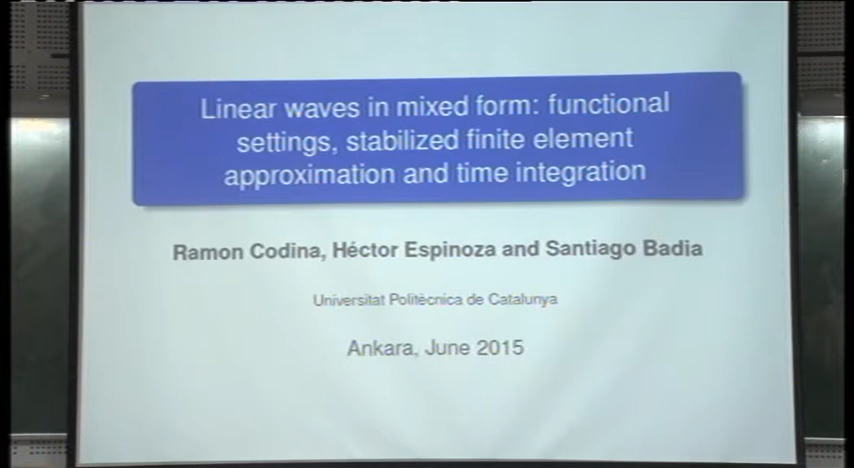 Linear waves in mixed form: functional
settings, stabilized finite element
approximation and time integration
Ramon Codina, Héctor Espinoza and Santiago Badia
Universitat Politècnica de Catalunya
Ankara, June 2015